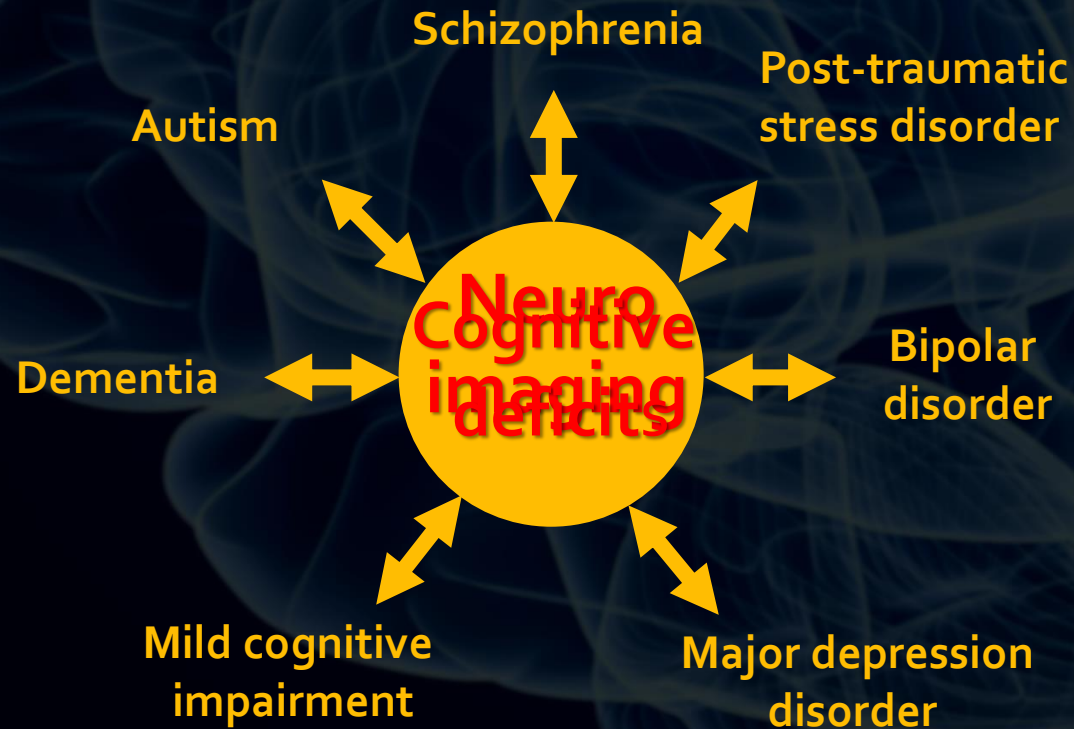 Schizophrenia
Post-traumatic
stress disorder
Autism
Neuro
imaging
Cognitive
deficits
Bipolar
disorder
Dementia
Mild cognitive
impairment
Major depression
disorder